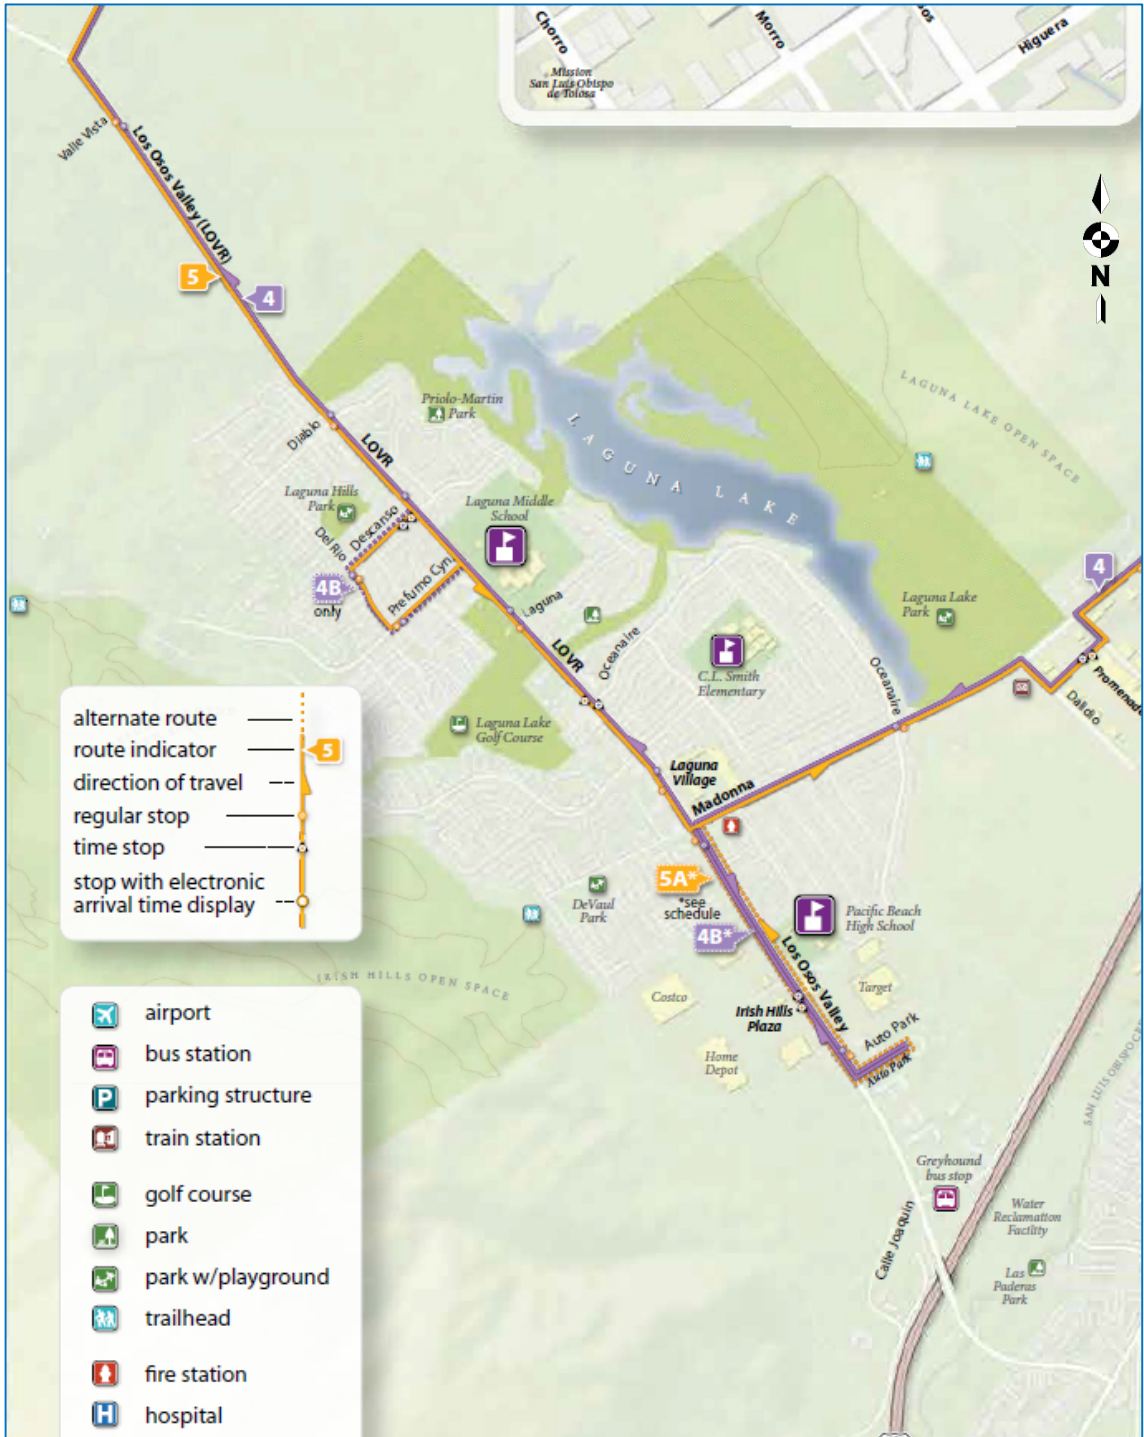 Chorro
Morro
Higuera
Mission
San Luis Obispo
de Tolosa
Valle Vista
Los Osos Valley (LOVR)
N
5
4
LAGUNA LAKE OPEN SPACE
Priolo-Martin
Park
Diablo
LOVR
LAGUNA LAKE
Laguna Hills
Park
Laguna Middle
School
Descanso
Del Rio
Prefumo Cyn.
4B
only
4
Laguna
Laguna Lake
Park
LOVR
Oceanaire
C.L. Smith
Elementary
Oceanaire
Promenade
Dalidio
Laguna Lake
Golf Course
Laguna
Village
Madonna
alternate route
route indicator
5
direction of travel
regular stop
time stop
stop with electronic
arrival time display
5A*
*see
schedule
4B*
DeVaul
Park
Pacific Beach
High School
Los Osos Valley
IRISH HILLS OPEN SPACE
Costco
Target
Irish Hills
Plaza
Auto Park
Auto Park
Home
Depot
airport
bus station
P
parking structure
train station
golf course
park
park w/playground
trailhead
fire station
H
hospital
Greyhound
bus stop
Water
Reclamation
Facility
Calle Joaquin
Las
Paderas
Park